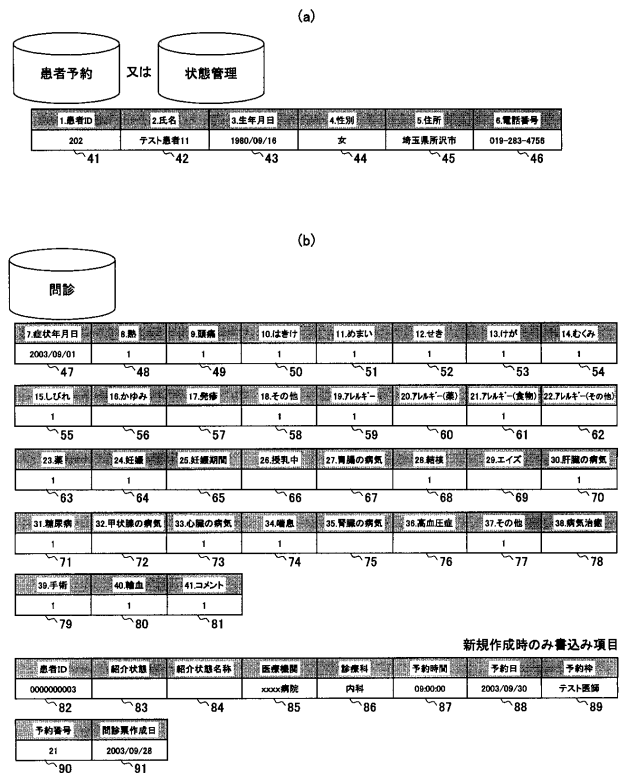 (a)
患者予約 又は 状態管理
1.患者ID 2.氏名 3.生年月日 4.性別 5.住所 6.電話番号
202 テスト患者11 1980/09/16 女 埼玉県所沢市 019-283-4756
41 42 43 44 45 46
(b)
問診
7.症状年月日 8.熱 9.頭痛 10.はきけ 11.めまい 12.せき 13.けが 14.むくみ
2003/09/01 1 1 1 1 1 1 1
47 48 49 50 51 52 53 54
15.しびれ 16.かゆみ 17.発疹 18.その他 19.アレルギー 20.アレルギー(薬) 21.アレルギー(食物) 22.アレルギー(その他)
1 1 1 1
55 56 57 58 59 60 61 62
23.薬 24.妊娠 25.妊娠期間 26.授乳中 27.胃腸の病気 28.結核 29.エイズ 30.肝臓の病気
1 1 1 1
63 64 65 66 67 68 69 70
31.糖尿病 32.甲状腺の病気 33.心臓の病気 34.喘息 35.腎臓の病気 36.高血圧症 37.その他 38.病気治癒
1 1 1 1
71 72 73 74 75 76 77 78
39.手術 40.輸血 41.コメント
1 1 1
79 80 81
新規作成時のみ書込み項目
患者ID 紹介状態 紹介状態名称 医療機関 診療科 予約時間 予約日 予約枠
0000000003 xxxx病院 内科 09:00:00 2003/09/30 テスト医師
82 83 84 85 86 87 88 89
予約番号 問診票作成日
21 2003/09/28
90 91